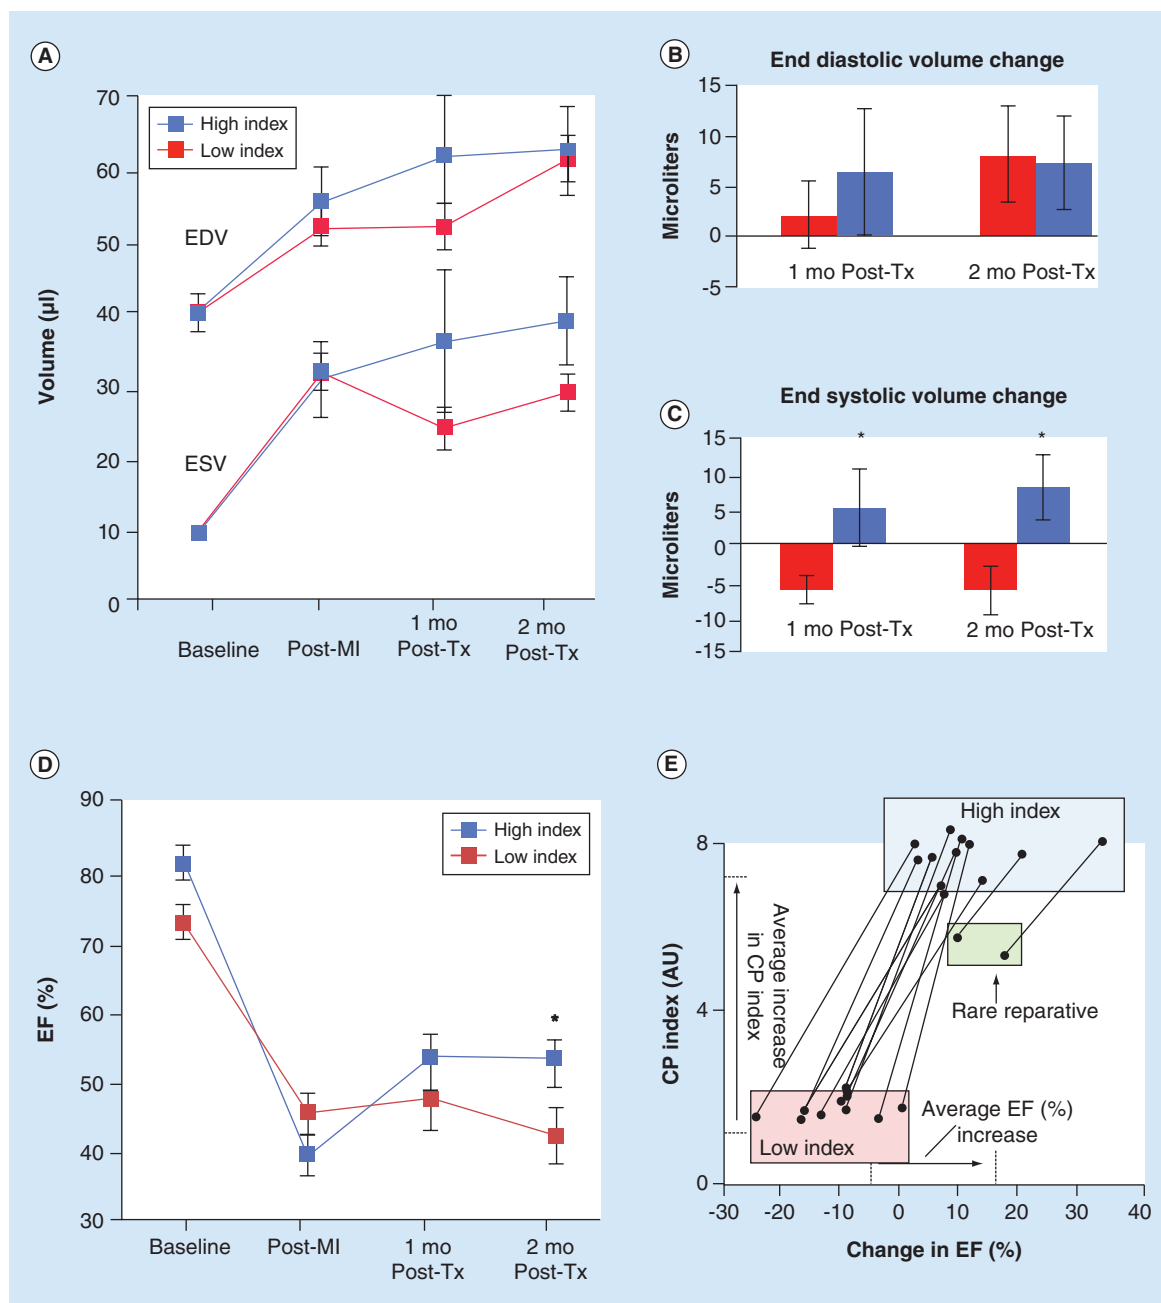 A
70
60
50
40
30
20
10
0
Volume (µl)
High index
Low index
EDV
ESV
Baseline
Post-MI
1 mo
Post-Tx
2 mo
Post-Tx
B
End diastolic volume change
15
10
5
0
-5
Microliters
1 mo Post-Tx
2 mo Post-Tx
C
End systolic volume change
15
10
5
0
-5
-10
-15
Microliters
*
*
1 mo Post-Tx
2 mo Post-Tx
D
90
80
70
60
50
40
30
EF (%)
High index
Low index
*
Baseline
Post-MI
1 mo
Post-Tx
2 mo
Post-Tx
E
8
4
0
CP index (AU)
High index
Average increase
in CP index
Rare reparative
Average EF (%)
increase
Low index
-30
-20
-10
0
10
20
30
40
Change in EF (%)